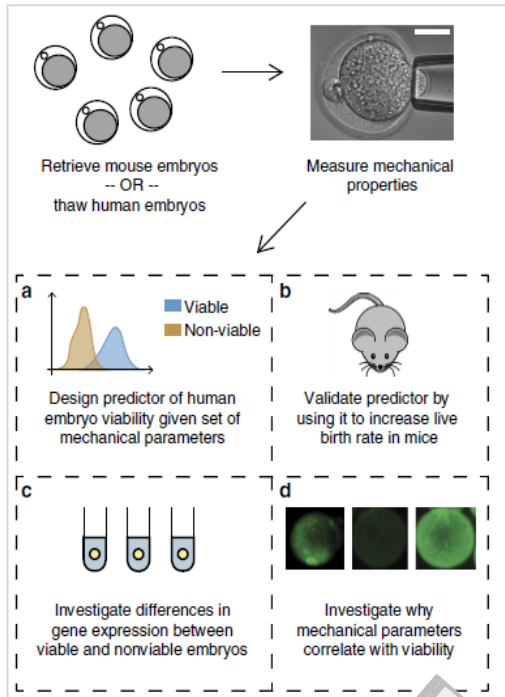 Retrieve mouse embryos
-- OR --
thaw human embryos
Measure mechanical
properties
a
Viable
Non-viable
Design predictor of human
embryo viability given set of
mechanical parameters
b
Validate predictor by
using it to increase live
birth rate in mice
c
Investigate differences in
gene expression between
viable and nonviable embryos
d
Investigate why
mechanical parameters
correlate with viability